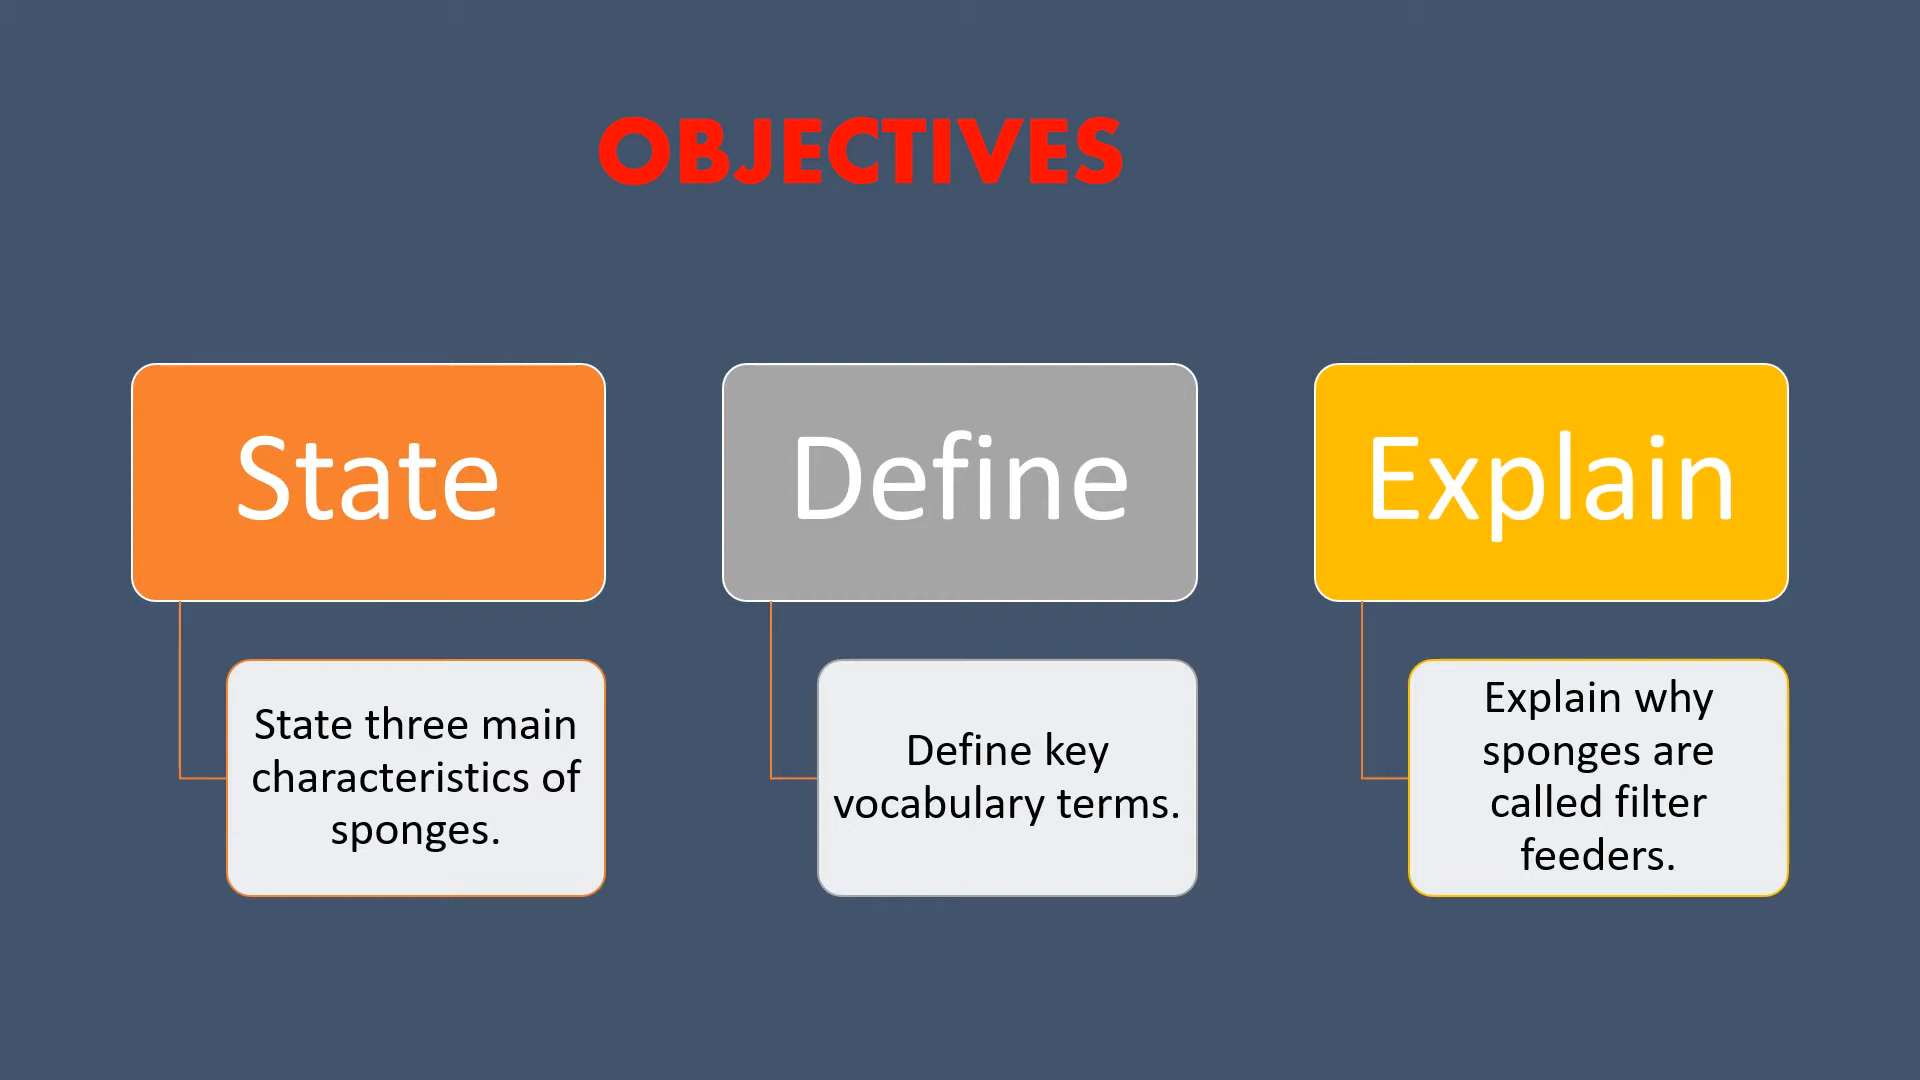 OBJECTIVES
State
Define
Explain
State three main
characteristics of
sponges.
Define key
vocabulary terms.
Explain why
sponges are
called filter
feeders.